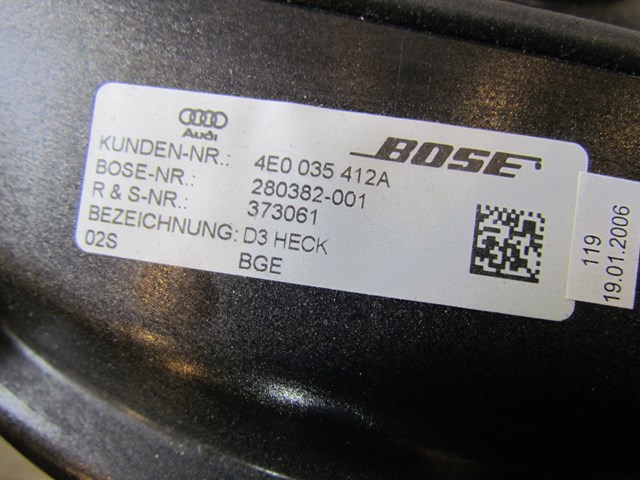 Audi
BOSE
KUNDEN-NR.: 4E0 035 412A
BOSE-NR.: 280382-001
R & S-NR.: 373061
BEZEICHNUNG: D3 HECK
02S BGE
119
19.01.2006